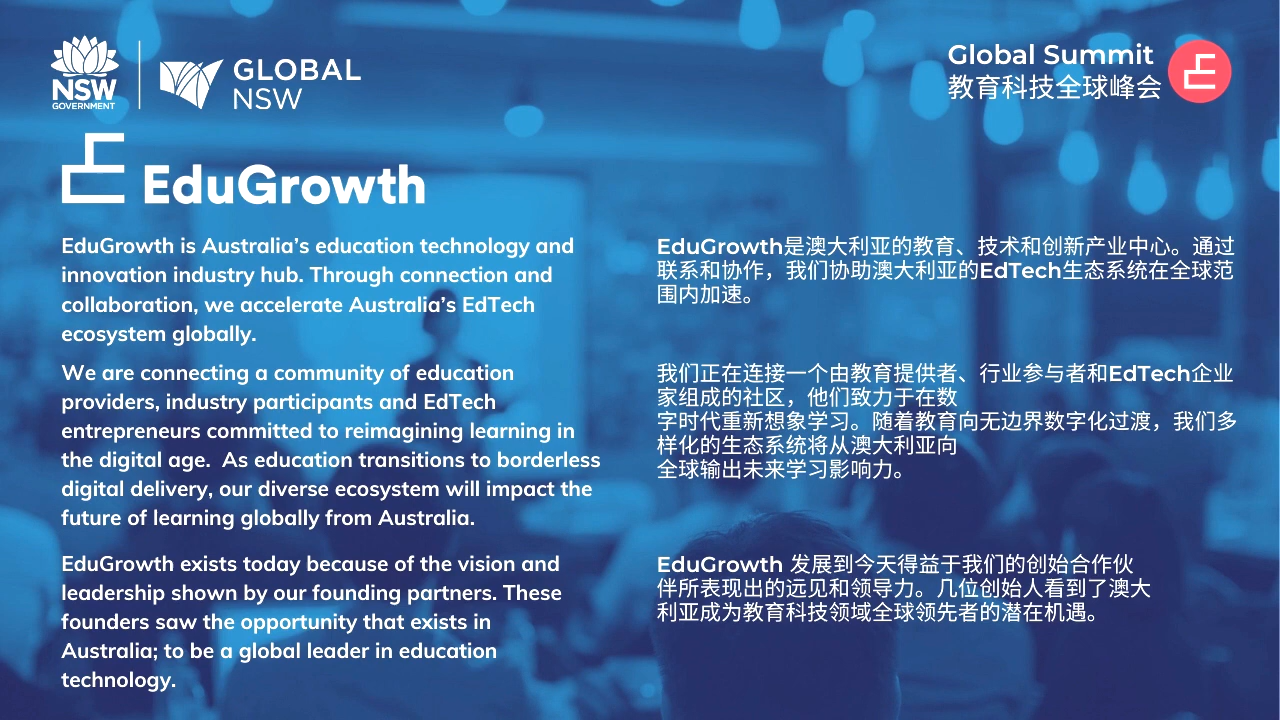 NSW
GOVERNMENT
GLOBAL
NSW
Global Summit
教育科技全球峰会
EduGrowth
EduGrowth is Australia’s education technology and
innovation industry hub. Through connection and
collaboration, we accelerate Australia’s EdTech
ecosystem globally.
We are connecting a community of education
providers, industry participants and EdTech
entrepreneurs committed to reimagining learning in
the digital age.  As education transitions to borderless
digital delivery, our diverse ecosystem will impact the
future of learning globally from Australia.
EduGrowth exists today because of the vision and
leadership shown by our founding partners. These
founders saw the opportunity that exists in
Australia; to be a global leader in education
technology.
EduGrowth是澳大利亚的教育、技术和创新产业中心。通过
联系和协作，我们协助澳大利亚的EdTech生态系统在全球范
围内加速。
我们正在连接一个由教育提供者、行业参与者和EdTech企业
家组成的社区，他们致力于在数
字时代重新想象学习。随着教育向无边界数字化过渡，我们多
样化的生态系统将从澳大利亚向
全球输出未来学习影响力。
EduGrowth 发展到今天得益于我们的创始合作伙
伴所表现出的远见和领导力。几位创始人看到了澳大
利亚成为教育科技领域全球领先者的潜在机遇。